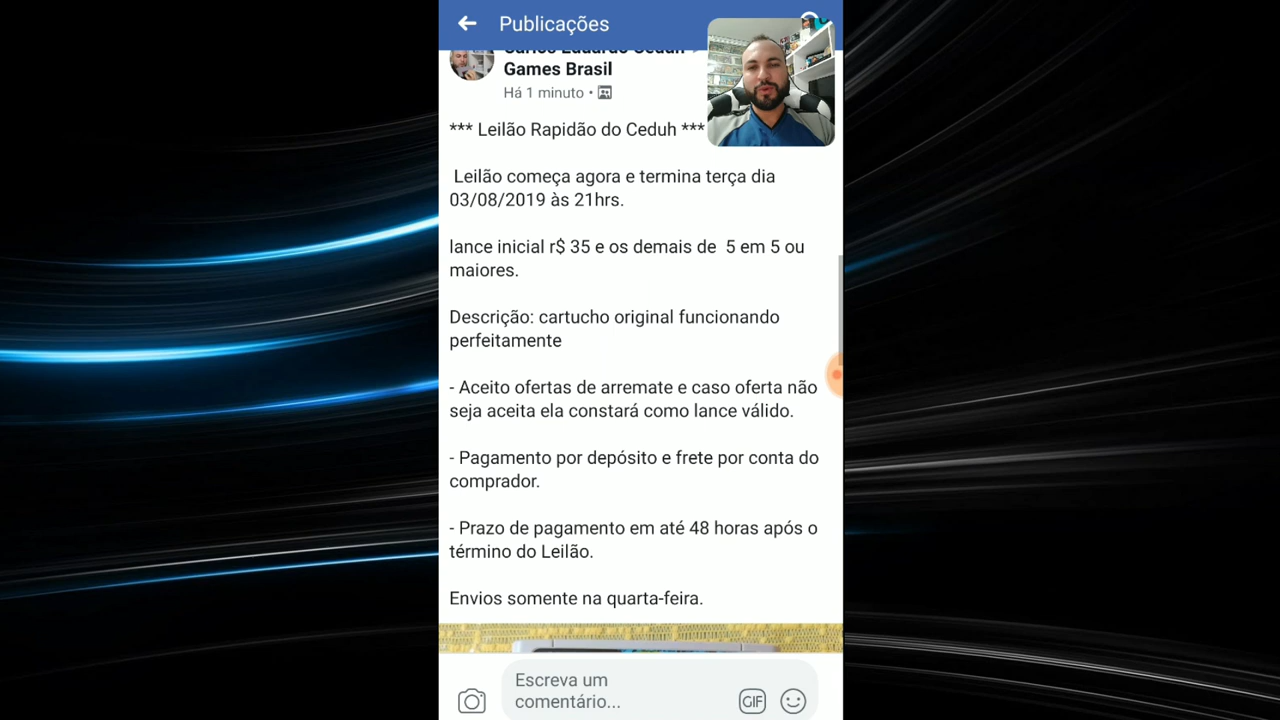 Publicações
Carlos Eduardo Ceduh
Games Brasil
Há 1 minuto •
*** Leilão Rapidão do Ceduh ***
Leilão começa agora e termina terça dia
03/08/2019 às 21hrs.
lance inicial r$ 35 e os demais de 5 em 5 ou
maiores.
Descrição: cartucho original funcionando
perfeitamente
- Aceito ofertas de arremate e caso oferta não
seja aceita ela constará como lance válido.
- Pagamento por depósito e frete por conta do
comprador.
- Prazo de pagamento em até 48 horas após o
término do Leilão.
Envios somente na quarta-feira.
Escreva um
comentário...
GIF